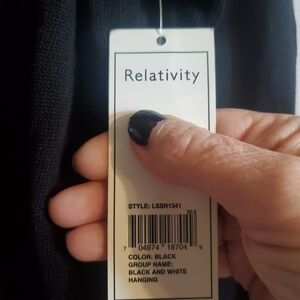 Relativity
STYLE: LSSR1341
7 04974 18704 9
COLOR: BLACK
GROUP NAME:
BLACK AND WHITE
HANGING